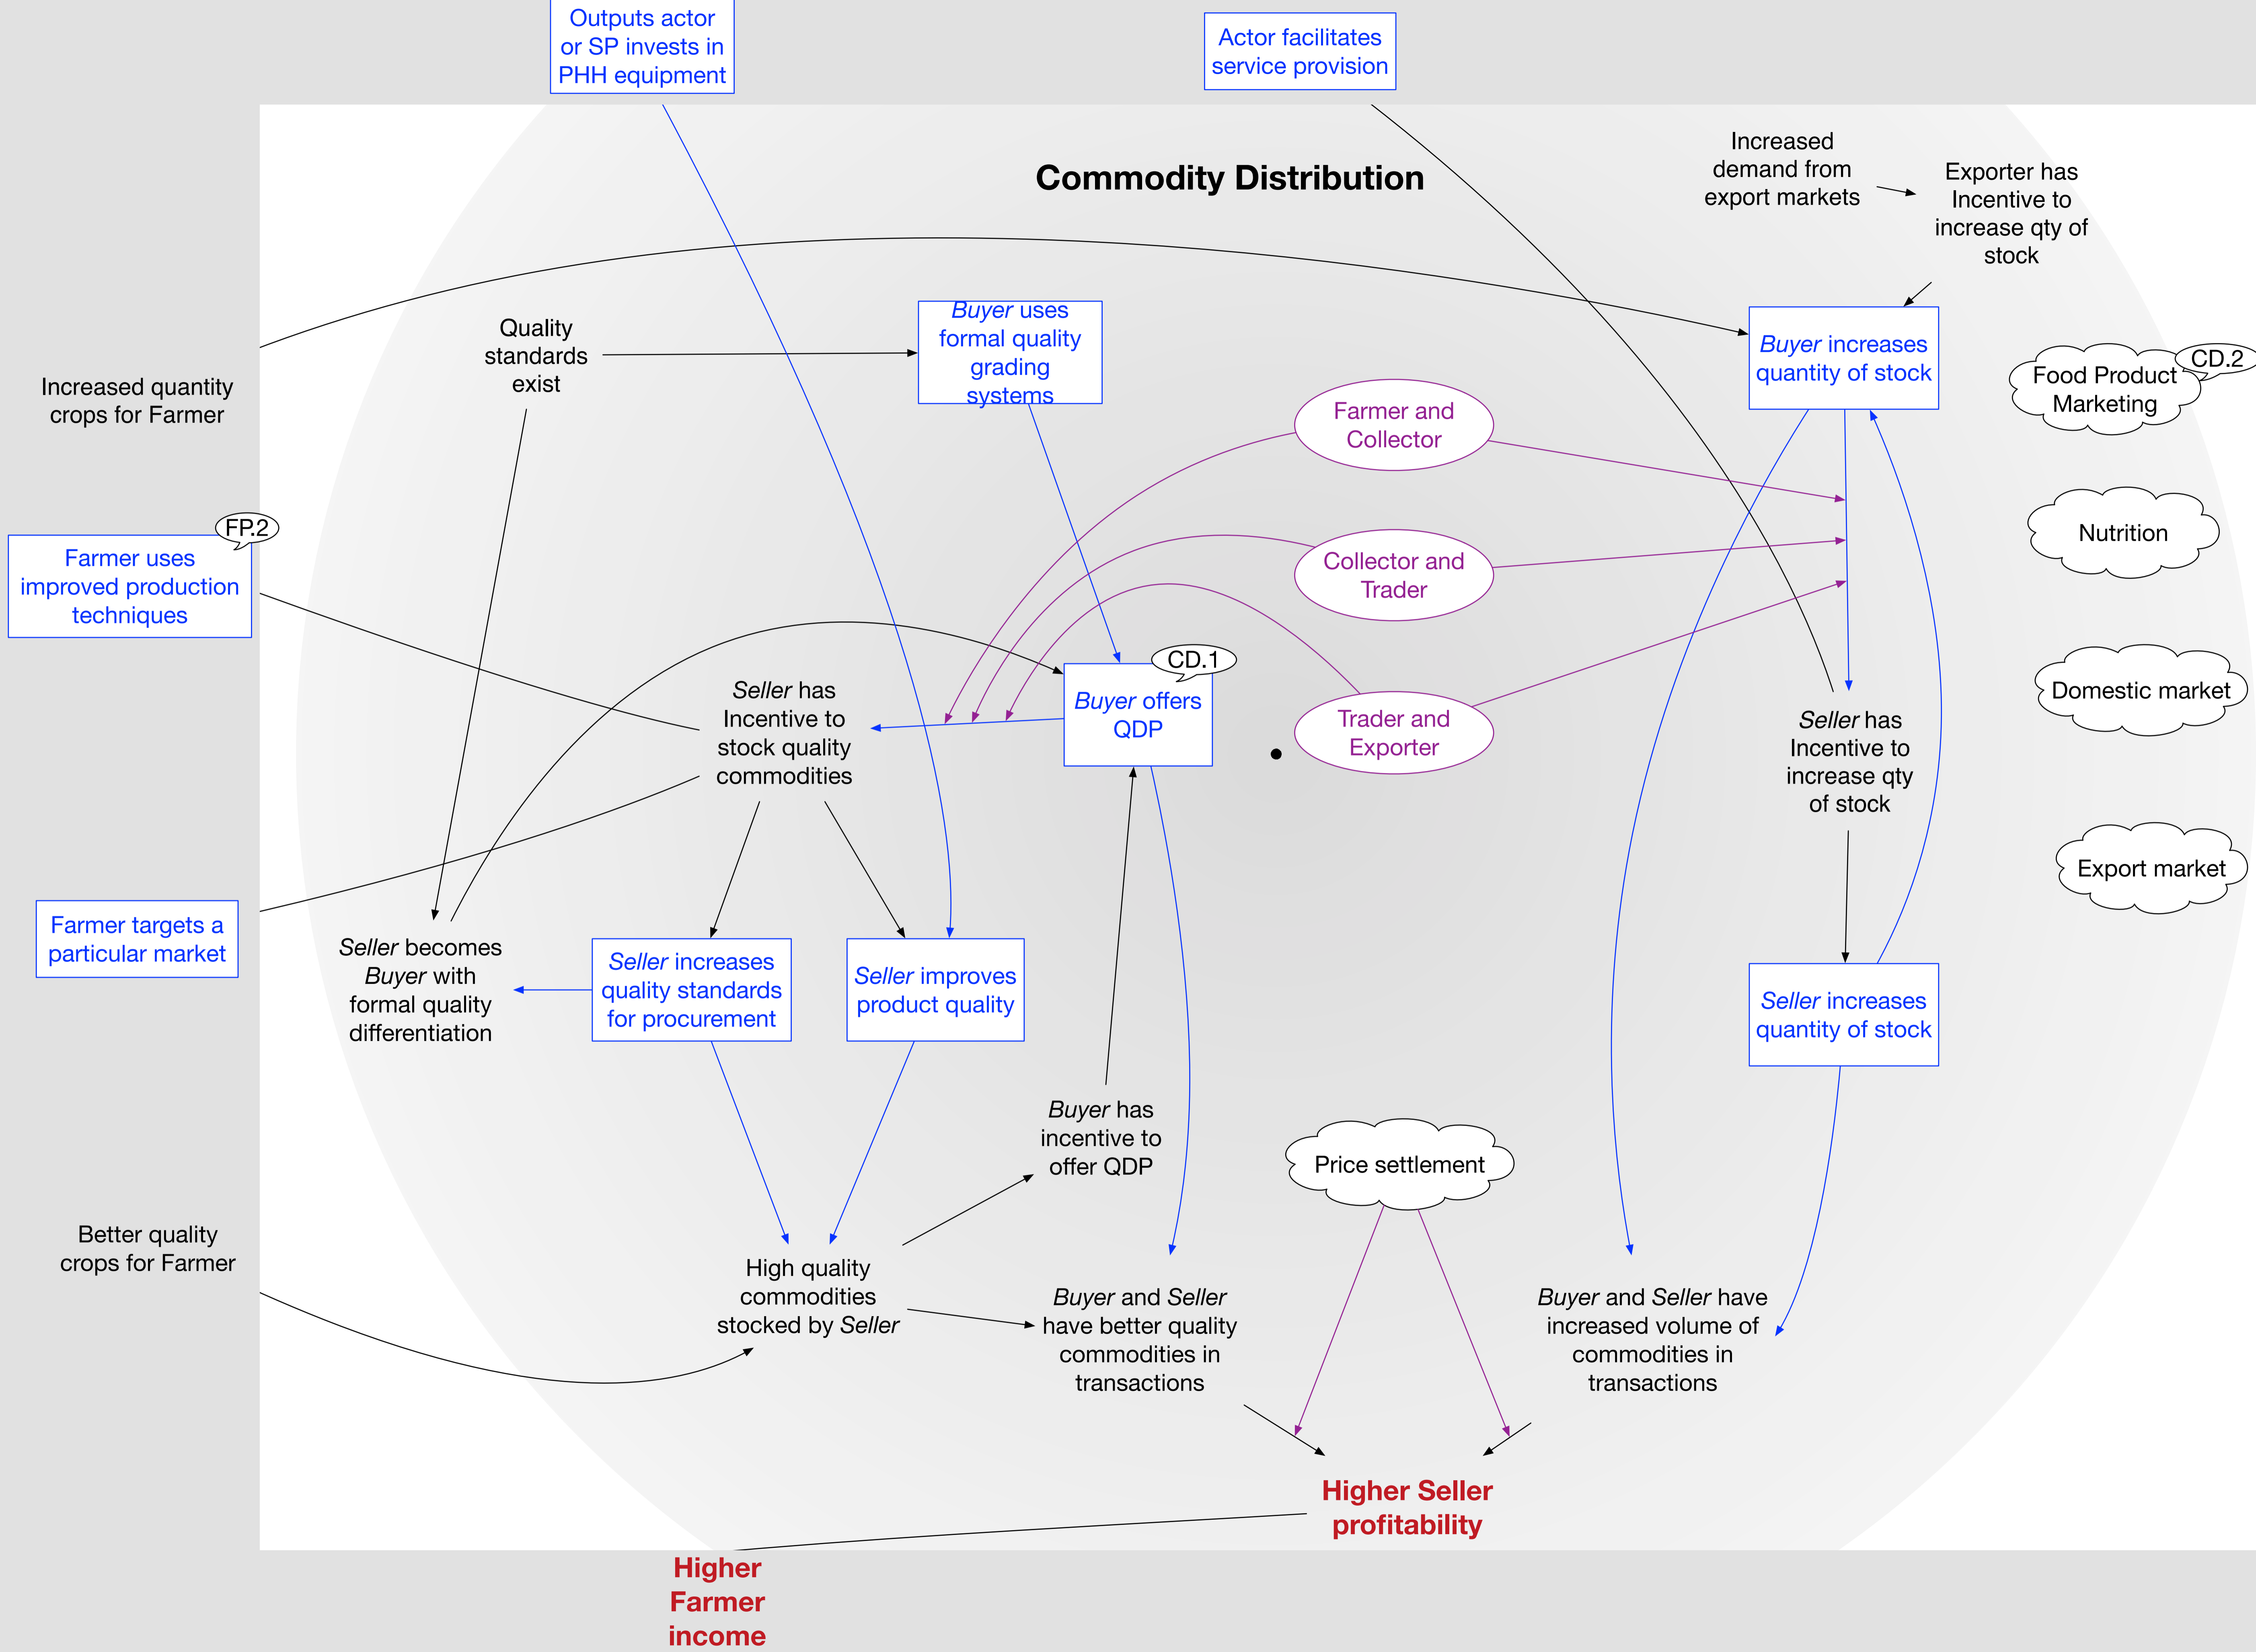 Outputs actor
or SP invests in
PHH equipment
Actor facilitates
service provision
Commodity Distribution
Increased
demand from
export markets
Exporter has
Incentive to
increase qty of
stock
Increased quantity
crops for Farmer
Quality
standards
exist
Buyer uses
formal quality
grading
systems
Buyer increases
quantity of stock
Food Product
Marketing
CD.2
Farmer and
Collector
Nutrition
FP.2
Farmer uses
improved production
techniques
Collector and
Trader
Seller has
Incentive to
stock quality
commodities
CD.1
Buyer offers
QDP
Trader and
Exporter
Seller has
Incentive to
increase qty
of stock
Domestic market
Export market
Farmer targets a
particular market
Seller becomes
Buyer with
formal quality
differentiation
Seller increases
quality standards
for procurement
Seller improves
product quality
Seller increases
quantity of stock
Buyer has
incentive to
offer QDP
Price settlement
Better quality
crops for Farmer
High quality
commodities
stocked by Seller
Buyer and Seller
have better quality
commodities in
transactions
Buyer and Seller have
increased volume of
commodities in
transactions
Higher Seller
profitability
Higher
Farmer
income